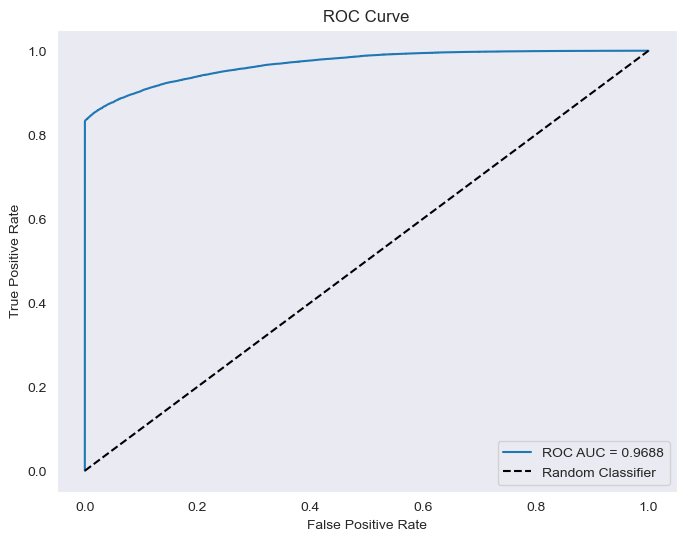 ROC Curve
1.0
0.8
0.6
0.4
0.2
0.0
True Positive Rate
0.0 0.2 0.4 0.6 0.8 1.0
False Positive Rate
ROC AUC = 0.9688
Random Classifier